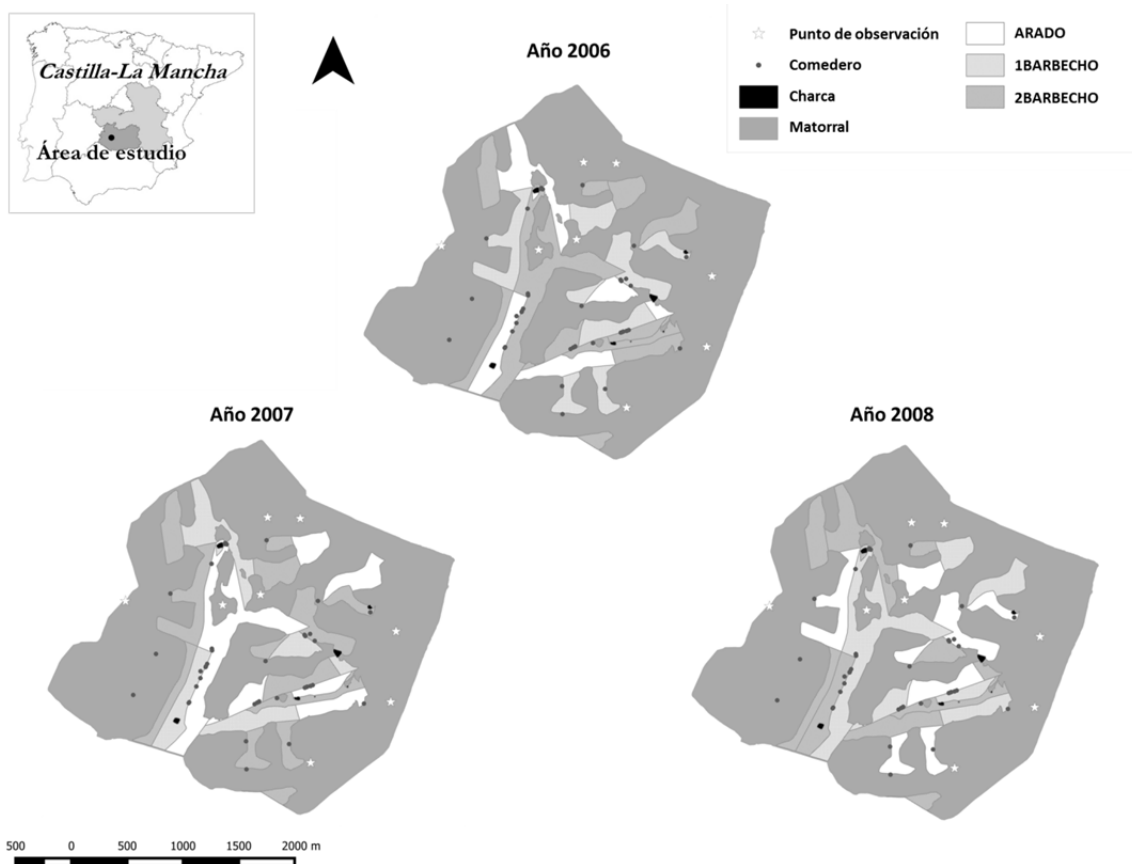 Castilla-La Mancha
Área de estudio
Año 2006
Punto de observación
Comedero
Charca
Matorral
ARADO
1BARBECHO
2BARBECHO
Año 2007
Año 2008
500 0 500 1000 1500 2000 m